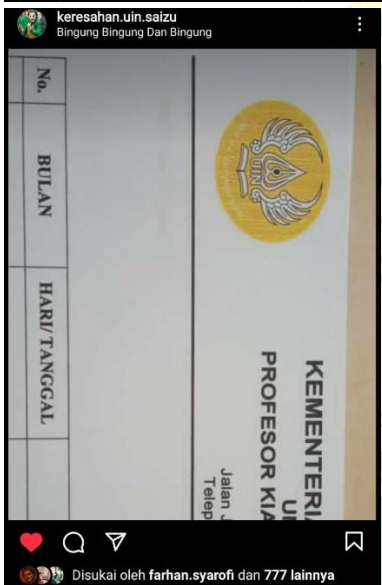 keresahan.uin.saizu
Bingung Bingung Dan Bingung
KEMENTERI
U
PROFESOR KIA
Jalan J
Telep
UIN
No.
BULAN
HARI/TANGGAL
Disukai oleh farhan.syarofi dan 777 lainnya